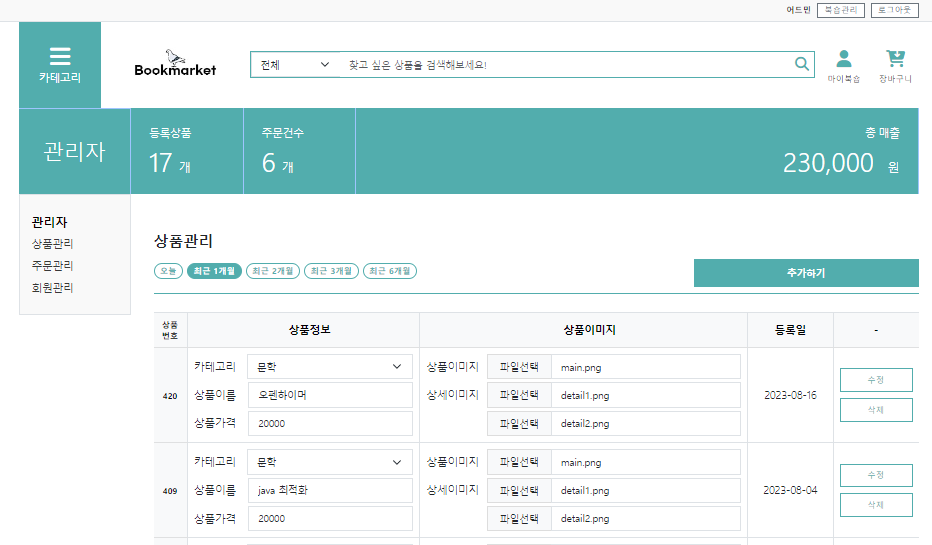 어드민 북숍관리 로그아웃
카테고리
Bookmarket
전체 찾고 싶은 상품을 검색해보세요!
마이북숍 장바구니
관리자
등록상품 주문건수 총 매출
17 개 6 개 230,000 원
관리자
상품관리
주문관리
회원관리
상품관리
오늘 최근 1개월 최근 2개월 최근 3개월 최근 6개월 추가하기
상품번호 상품정보 상품이미지 등록일 -
420 2023-08-16
카테고리 문학 상품이미지 파일선택 main.png 수정
상품이름 오펜하이머 상세이미지 파일선택 detail1.png 삭제
상품가격 20000 파일선택 detail2.png
409 2023-08-04
카테고리 문학 상품이미지 파일선택 main.png 수정
상품이름 java 최적화 상세이미지 파일선택 detail1.png 삭제
상품가격 20000 파일선택 detail2.png